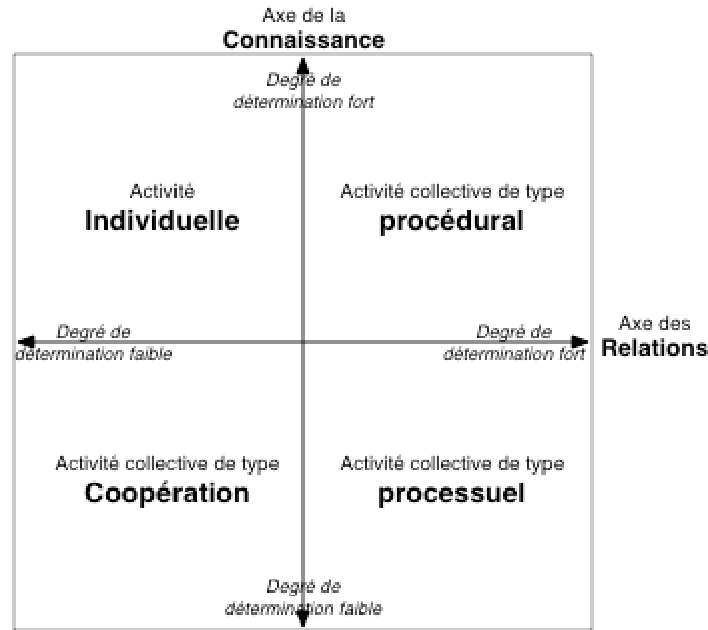 Axe de la
Connaissance
Degré de
détermination fort
Activité
Individuelle
Activité collective de type
procédural
Degré de
détermination faible
Degré de
détermination fort
Axe des
Relations
Activité collective de type
Coopération
Activité collective de type
processuel
Degré de
détermination faible